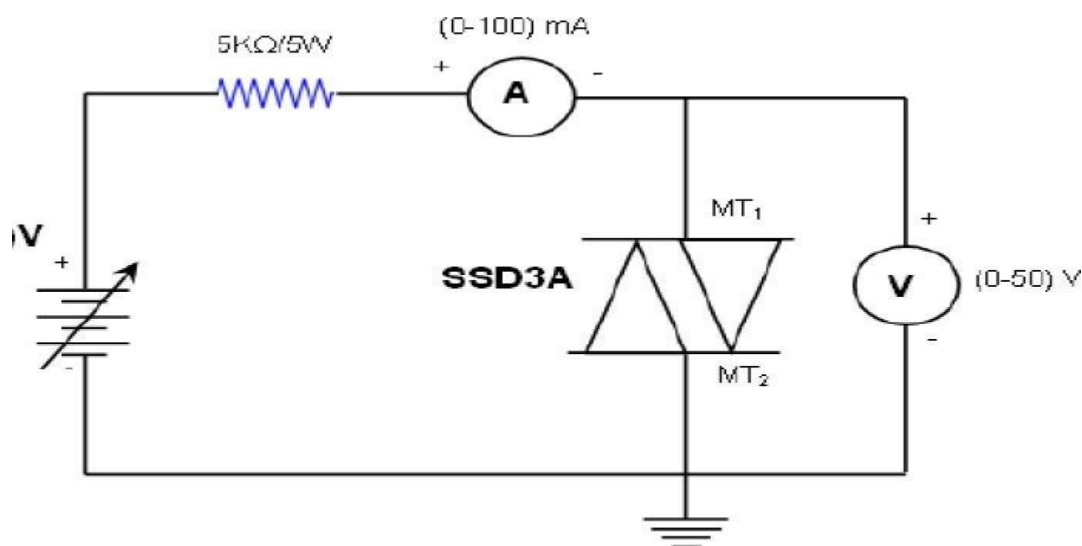 (0-100) mA
5KΩ/5W
+ -
A
MT₁
)V
+
+
SSD3A
V
(0-50) V
-
-
MT₂